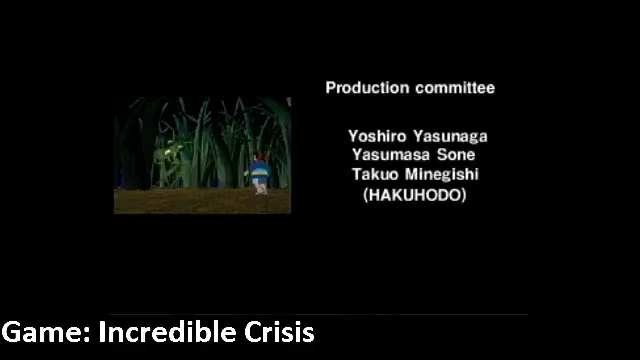 Production committee
Yoshiro Yasunaga
Yasumasa Sone
Takuo Minegishi
(HAKUHODO)
Game: Incredible Crisis